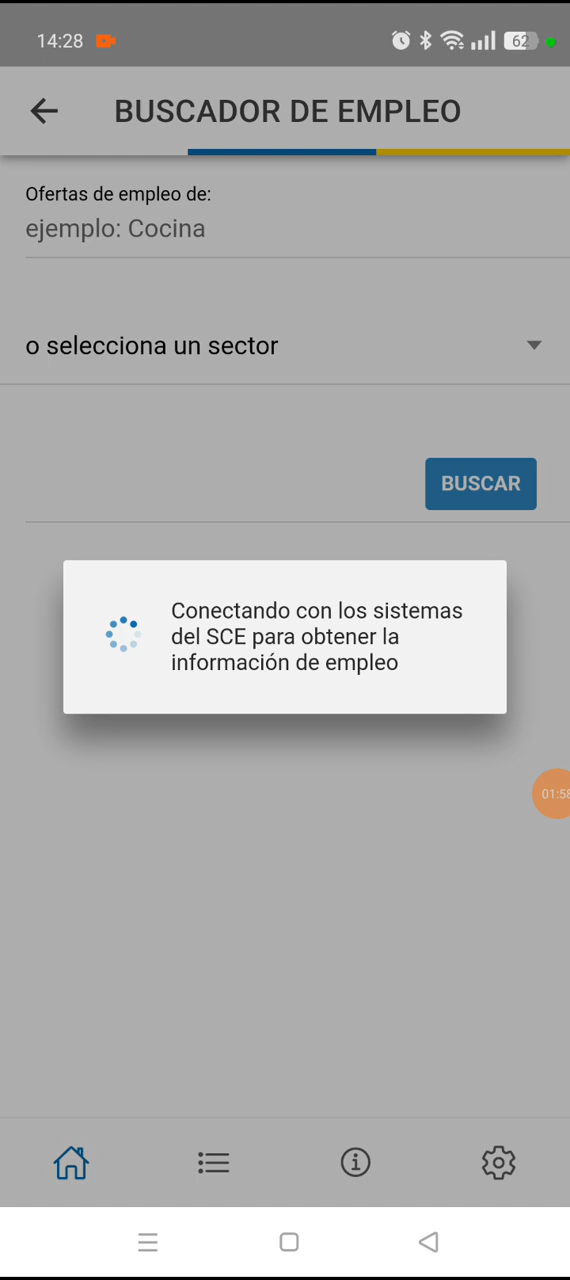 14:28
62
BUSCADOR DE EMPLEO
Ofertas de empleo de:
ejemplo: Cocina
o selecciona un sector
BUSCAR
Conectando con los sistemas
del SCE para obtener la
información de empleo
01:58